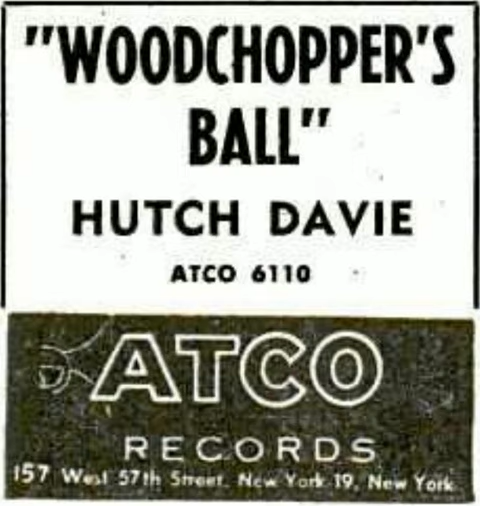 "WOODCHOPPER'S
BALL"
HUTCH DAVIE
ATCO 6110
ATCO
RECORDS
157 West 57th Street, New York 19, New York